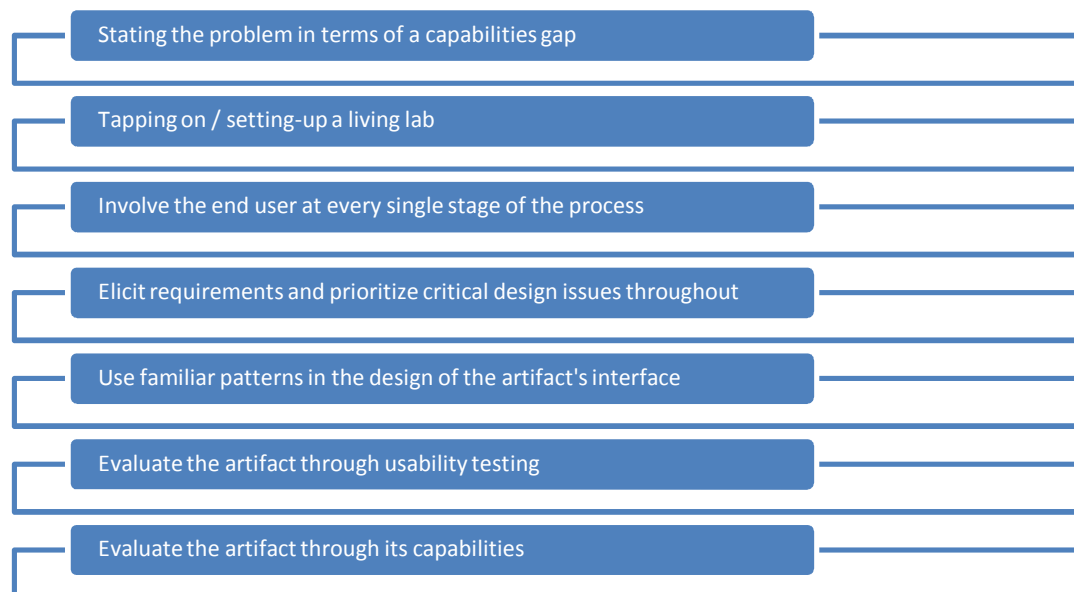 Stating the problem in terms of a capabilities gap
Tapping on / setting-up a living lab
Involve the end user at every single stage of the process
Elicit requirements and prioritize critical design issues throughout
Use familiar patterns in the design of the artifact's interface
Evaluate the artifact through usability testing
Evaluate the artifact through its capabilities